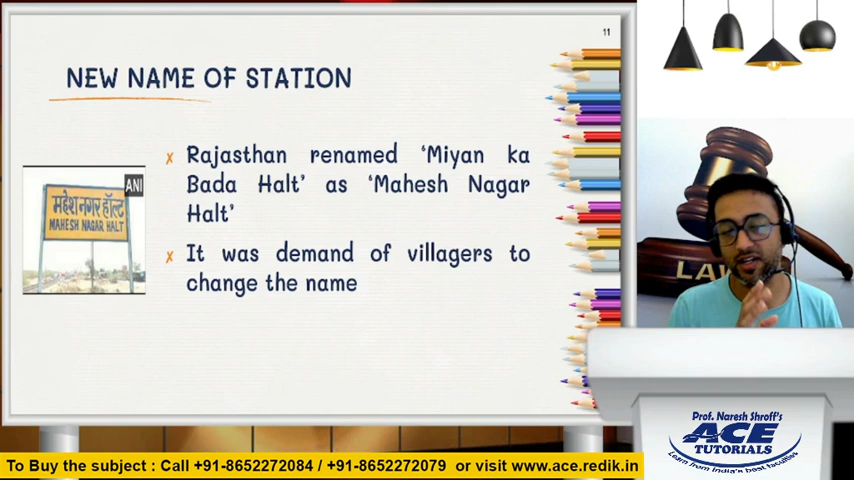 11
NEW NAME OF STATION
ANI
महेश नगर हॉल्ट
MAHESH NAGAR HALT
✗ Rajasthan renamed ‘Miyan ka
Bada Halt’ as ‘Mahesh Nagar
Halt’
✗ It was demand of villagers to
change the name
LAW
Prof. Naresh Shroff's
ACE
TUTORIALS
Learn from India's best faculties
To Buy the subject : Call +91-8652272084 / +91-8652272079 or visit www.ace.redik.in